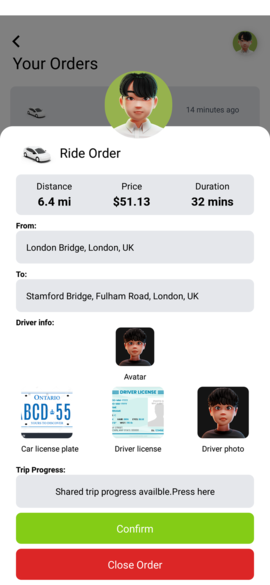 Your Orders
14 minutes ago
Ride Order
Distance Price Duration
6.4 mi $51.13 32 mins
From:
London Bridge, London, UK
To:
Stamford Bridge, Fulham Road, London, UK
Driver info:
Avatar
ONTARIO
BCD 55
DRIVER LICENSE
Car license plate Driver license Driver photo
Trip Progress:
Shared trip progress availble.Press here
Confirm
Close Order